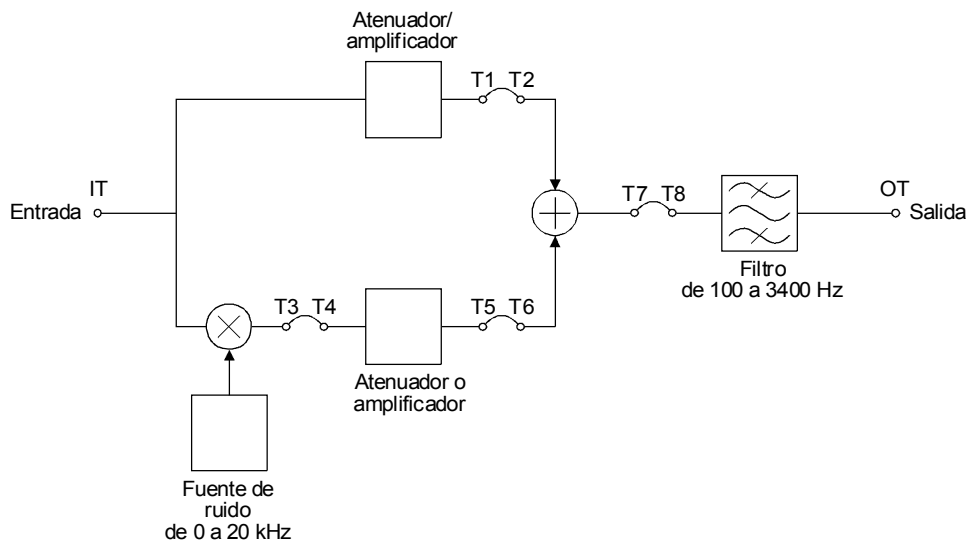 Atenuador/
amplificador
T1 T2
IT
Entrada
T7 T8
OT
Salida
Filtro
de 100 a 3400 Hz
T3 T4
T5 T6
Atenuador o
amplificador
Fuente de
ruido
de 0 a 20 kHz